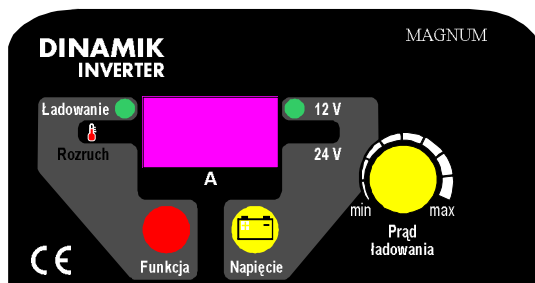 DINAMIK
INVERTER
MAGNUM
Ładowanie
12 V
Rozruch
24 V
A
min
max
Prąd
ładowania
Funkcja
Napięcie
CE